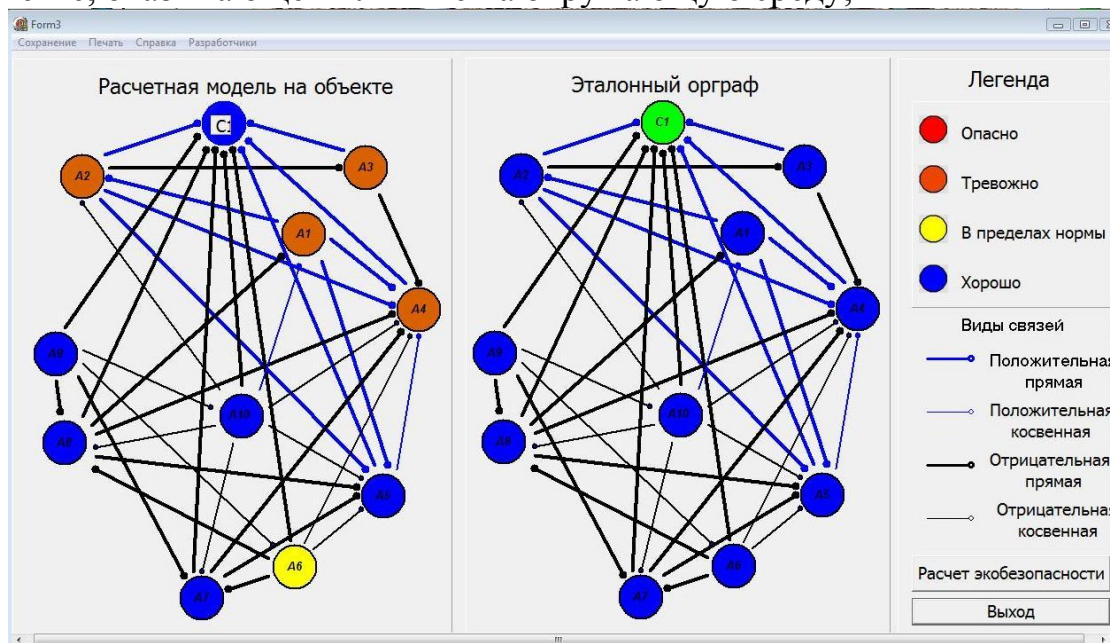 Form3
Сохранение Печать Справка Разработчики
Расчетная модель на объекте
C1
A2
A3
A1
A4
A9
A10
A8
A5
A6
A7
Эталонный орграф
C1
A2
A3
A1
A4
A9
A10
A8
A5
A6
A7
Легенда
Опасно
Тревожно
В пределах нормы
Хорошо
Виды связей
Положительная
прямая
Положительная
косвенная
Отрицательная
прямая
Отрицательная
косвенная
Расчет экобезопасности
Выход